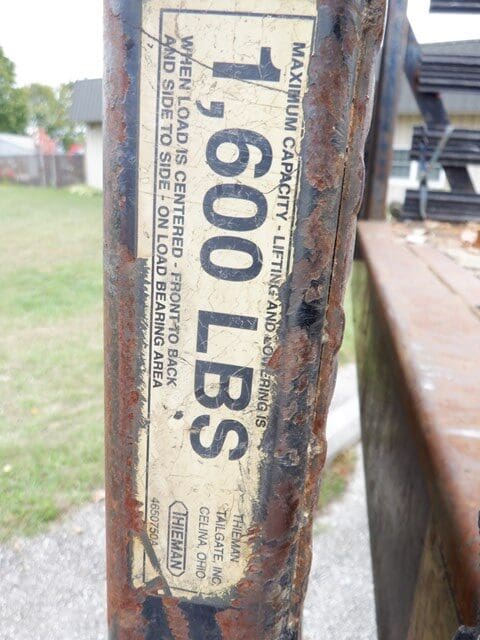 MAXIMUM CAPACITY - LIFTING AND LOWERING IS
1,600 LBS
WHEN LOAD IS CENTERED - FRONT TO BACK
AND SIDE TO SIDE - ON LOAD BEARING AREA
THIEMAN
TAILGATE, INC.
CELINA, OHIO
THIEMAN
4650750A